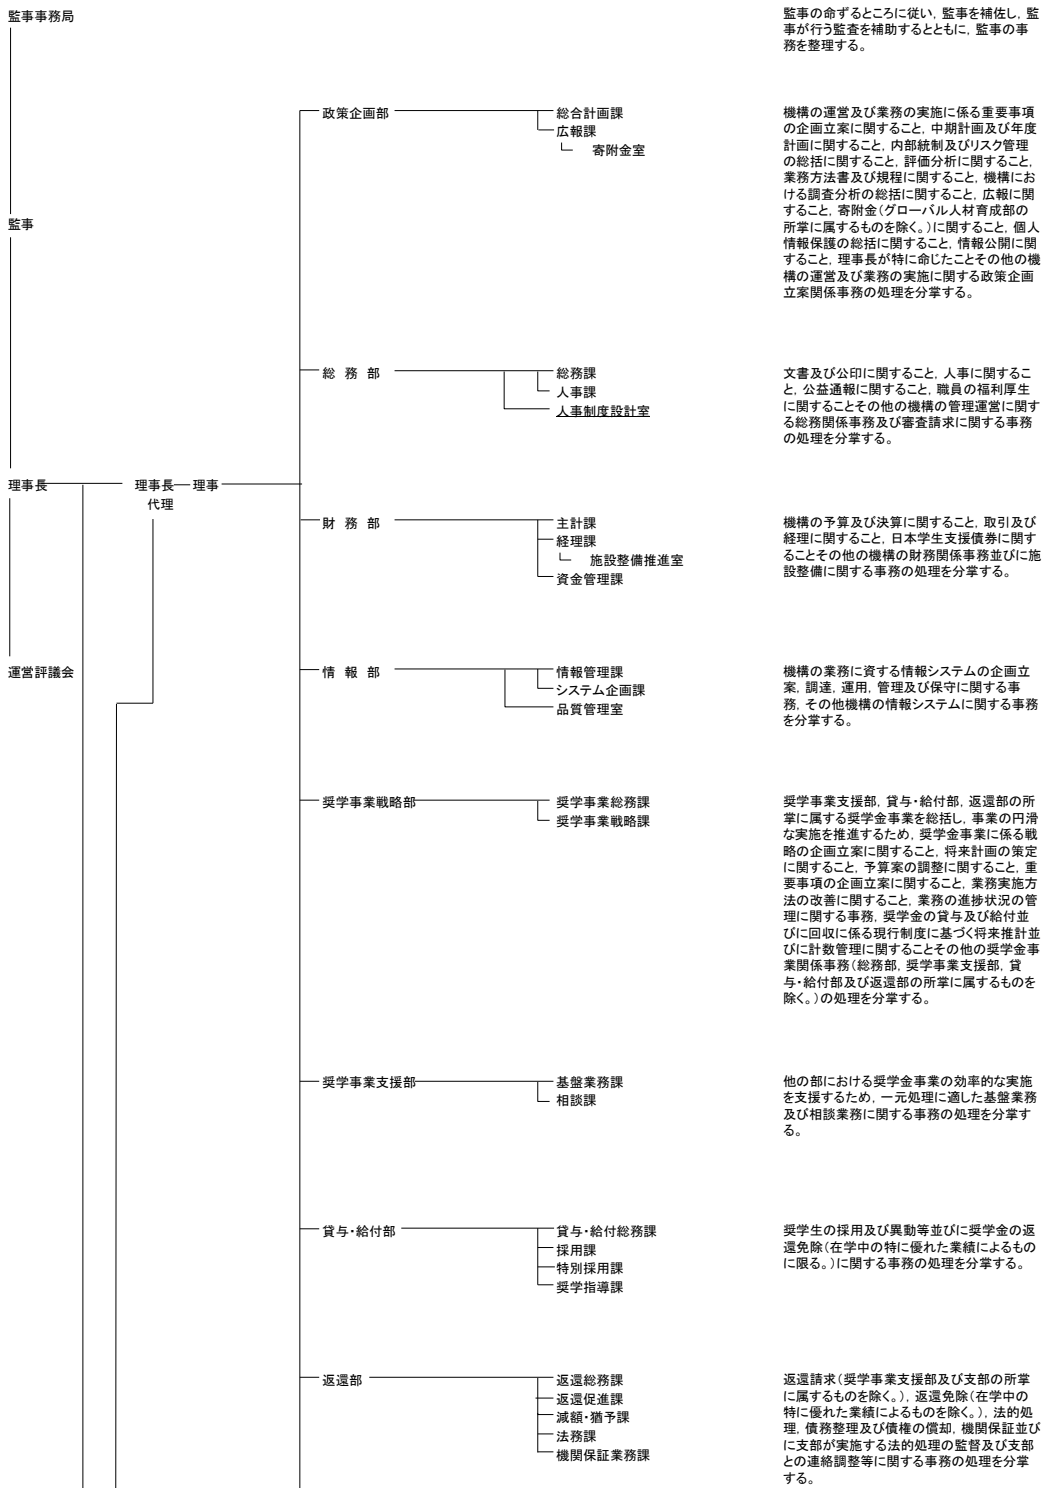 監事事務局
監事の命ずるところに従い，監事を補佐し，監
事が行う監査を補助するとともに，監事の事
務を整理する。
政策企画部
総合計画課
広報課
寄附金室
機構の運営及び業務の実施に係る重要事項
の企画立案に関すること，中期計画及び年度
計画に関すること，内部統制及びリスク管理
の総括に関すること，評価分析に関すること，
業務方法書及び規程に関すること，機構にお
ける調査分析の総括に関すること，広報に関
すること，寄附金（グローバル人材育成部の
所掌に属するものを除く。）に関すること，個人
情報保護の総括に関すること，情報公開に関
すること，理事長が特に命じたことその他の機
構の運営及び業務の実施に関する政策企画
立案関係事務の処理を分掌する。
監事
総 務 部
総務課
人事課
人事制度設計室
文書及び公印に関すること，人事に関するこ
と，公益通報に関すること，職員の福利厚生
に関することその他の機構の管理運営に関す
る総務関係事務及び審査請求に関する事務
の処理を分掌する。
理事長
理事長
代理
理事
財 務 部
主計課
経理課
施設整備推進室
資金管理課
機構の予算及び決算に関すること，取引及び
経理に関すること，日本学生支援債券に関す
ることその他の機構の財務関係事務並びに施
設整備に関する事務の処理を分掌する。
運営評議会
情 報 部
情報管理課
システム企画課
品質管理室
機構の業務に資する情報システムの企画立
案，調達，運用，管理及び保守に関する事
務，その他機構の情報システムに関する事務
を分掌する。
奨学事業戦略部
奨学事業総務課
奨学事業戦略課
奨学事業支援部，貸与・給付部，返還部の所
掌に属する奨学金事業を総括し，事業の円滑
な実施を推進するため，奨学金事業に係る戦
略の企画立案に関すること，将来計画の策定
に関すること，予算案の調整に関すること，重
要事項の企画立案に関すること，業務実施方
法の改善に関すること，業務の進捗状況の管
理に関する事務，奨学金の貸与及び給付並
びに回収に係る現行制度に基づく将来推計並
びに計数管理に関することその他の奨学金事
業関係事務（総務部，奨学事業支援部，貸
与・給付部及び返還部の所掌に属するものを
除く。）の処理を分掌する。
奨学事業支援部
基盤業務課
相談課
他の部における奨学金事業の効率的な実施
を支援するため，一元処理に適した基盤業務
及び相談業務に関する事務の処理を分掌す
る。
貸与・給付部
貸与・給付総務課
採用課
特別採用課
奨学指導課
奨学生の採用及び異動等並びに奨学金の返
還免除（在学中の特に優れた業績によるもの
に限る。）に関する事務の処理を分掌する。
返還部
返還総務課
返還促進課
減額・猶予課
法務課
機関保証業務課
返還請求（奨学事業支援部及び支部の所掌
に属するものを除く。），返還免除（在学中の
特に優れた業績によるものを除く。），法的処
理，債務整理及び債権の償却，機関保証並び
に支部が実施する法的処理の監督及び支部
との連絡調整等に関する事務の処理を分掌
する。